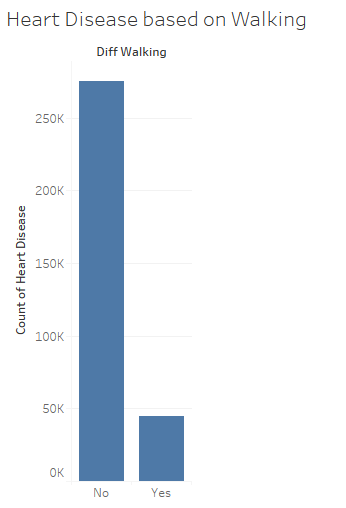 Heart Disease based on Walking
Diff Walking
250K
200K
150K
100K
50K
0K
Count of Heart Disease
No Yes